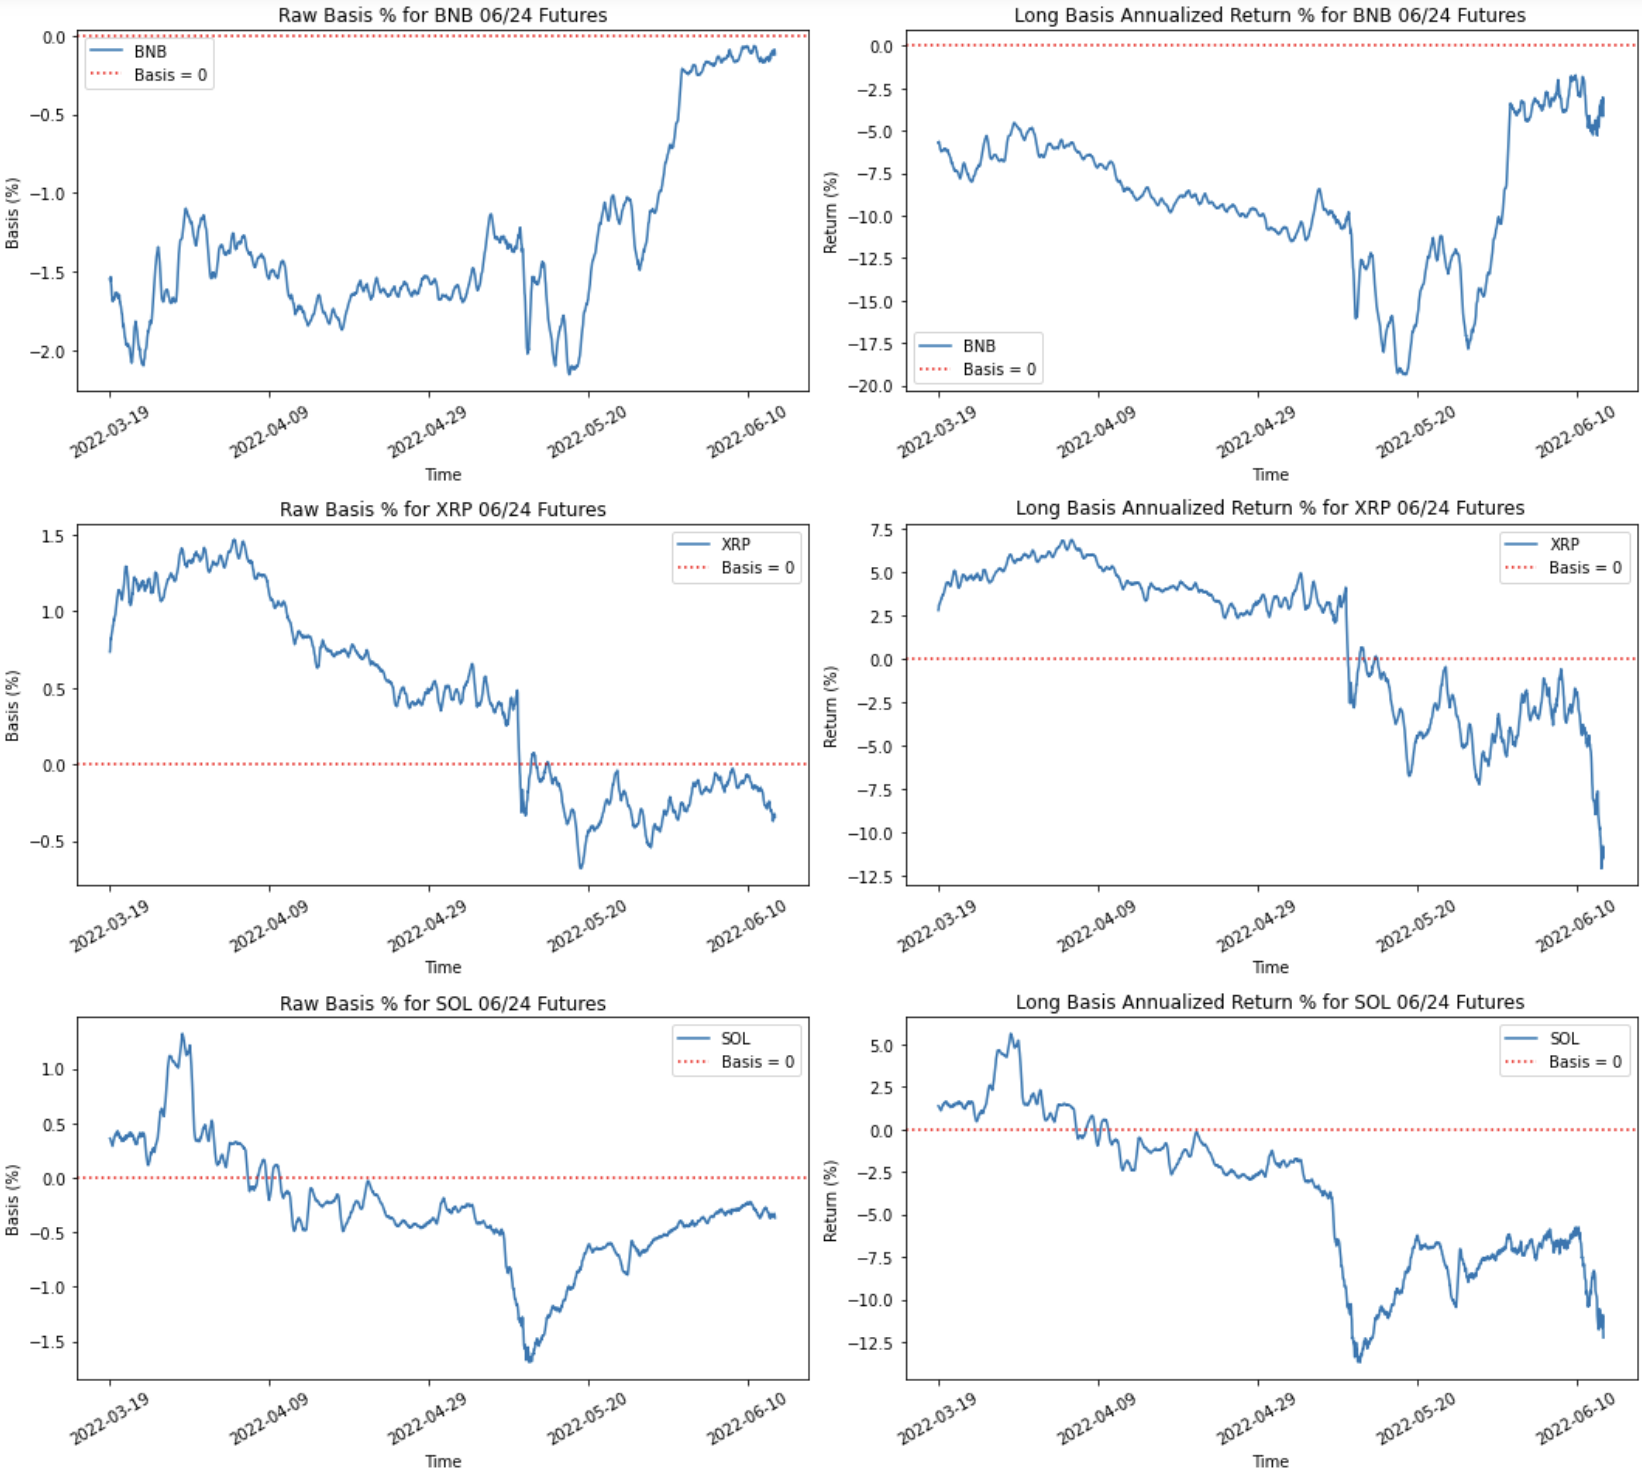 Raw Basis % for BNB 06/24 Futures
0.0
−0.5
−1.0
−1.5
−2.0
Basis (%)
BNB
Basis = 0
2022-03-19
2022-04-09
2022-04-29
2022-05-20
2022-06-10
Time
Long Basis Annualized Return % for BNB 06/24 Futures
0.0
−2.5
−5.0
−7.5
−10.0
−12.5
−15.0
−17.5
−20.0
Return (%)
BNB
Basis = 0
2022-03-19
2022-04-09
2022-04-29
2022-05-20
2022-06-10
Time
Raw Basis % for XRP 06/24 Futures
1.5
1.0
0.5
0.0
−0.5
Basis (%)
XRP
Basis = 0
2022-03-19
2022-04-09
2022-04-29
2022-05-20
2022-06-10
Time
Long Basis Annualized Return % for XRP 06/24 Futures
7.5
5.0
2.5
0.0
−2.5
−5.0
−7.5
−10.0
−12.5
Return (%)
XRP
Basis = 0
2022-03-19
2022-04-09
2022-04-29
2022-05-20
2022-06-10
Time
Raw Basis % for SOL 06/24 Futures
1.0
0.5
0.0
−0.5
−1.0
−1.5
Basis (%)
SOL
Basis = 0
2022-03-19
2022-04-09
2022-04-29
2022-05-20
2022-06-10
Time
Long Basis Annualized Return % for SOL 06/24 Futures
5.0
2.5
0.0
−2.5
−5.0
−7.5
−10.0
−12.5
Return (%)
SOL
Basis = 0
2022-03-19
2022-04-09
2022-04-29
2022-05-20
2022-06-10
Time